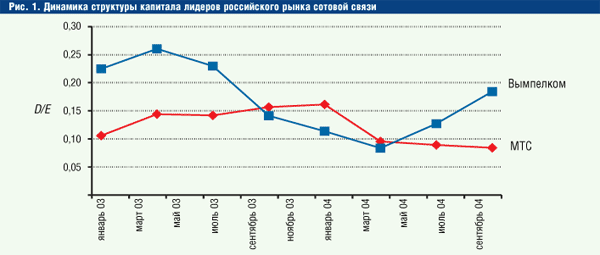 Рис. 1. Динамика структуры капитала лидеров российского рынка сотовой связи
0,30
0,25
0,20
0,15
0,10
0,05
D/E
Вымпелком
МТС
январь 03
март 03
май 03
июль 03
сентябрь 03
ноябрь 03
январь 04
март 04
май 04
июль 04
сентябрь 04